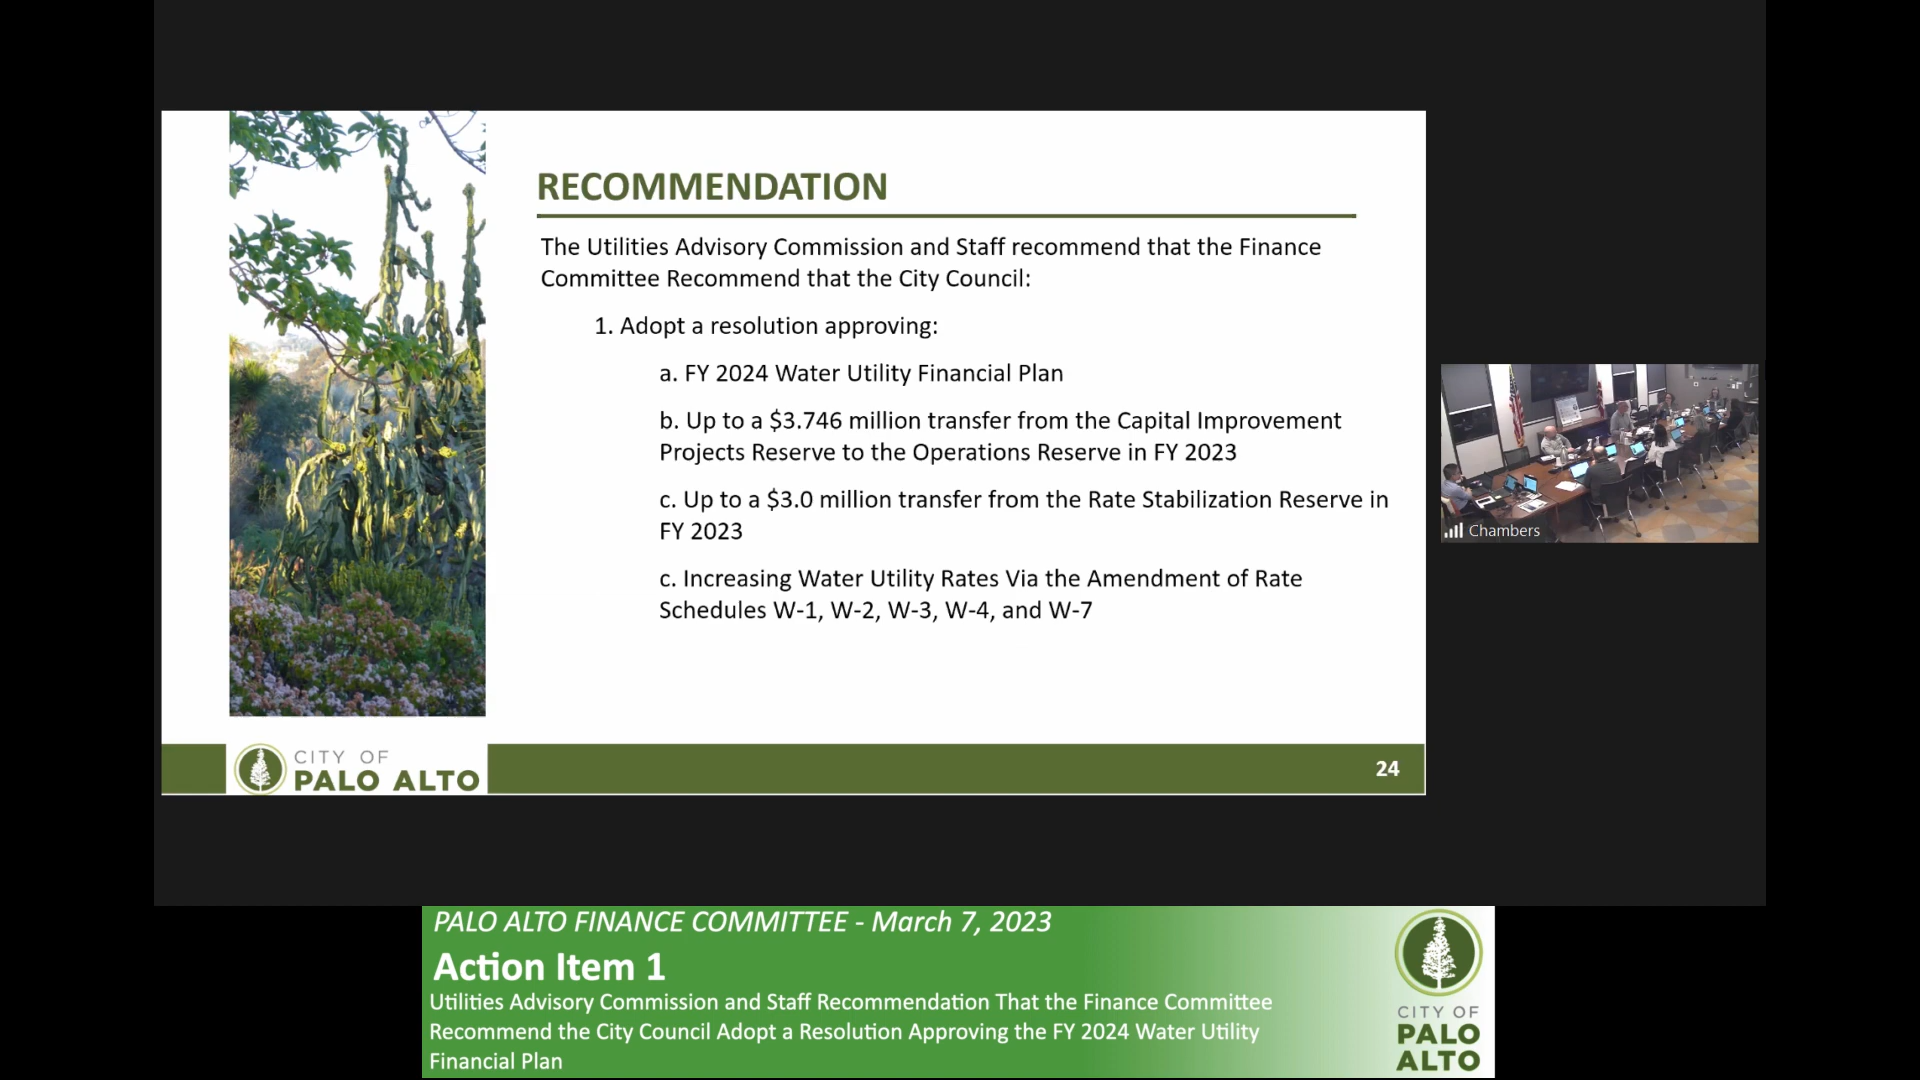 RECOMMENDATION
The Utilities Advisory Commission and Staff recommend that the Finance
Committee Recommend that the City Council:
1. Adopt a resolution approving:
a. FY 2024 Water Utility Financial Plan
b. Up to a $3.746 million transfer from the Capital Improvement
Projects Reserve to the Operations Reserve in FY 2023
c. Up to a $3.0 million transfer from the Rate Stabilization Reserve in
FY 2023
c. Increasing Water Utility Rates Via the Amendment of Rate
Schedules W-1, W-2, W-3, W-4, and W-7
CITY OF
PALO ALTO
24
Chambers
PALO ALTO FINANCE COMMITTEE - March 7, 2023
Action Item 1
Utilities Advisory Commission and Staff Recommendation That the Finance Committee
Recommend the City Council Adopt a Resolution Approving the FY 2024 Water Utility
Financial Plan
CITY OF
PALO
ALTO